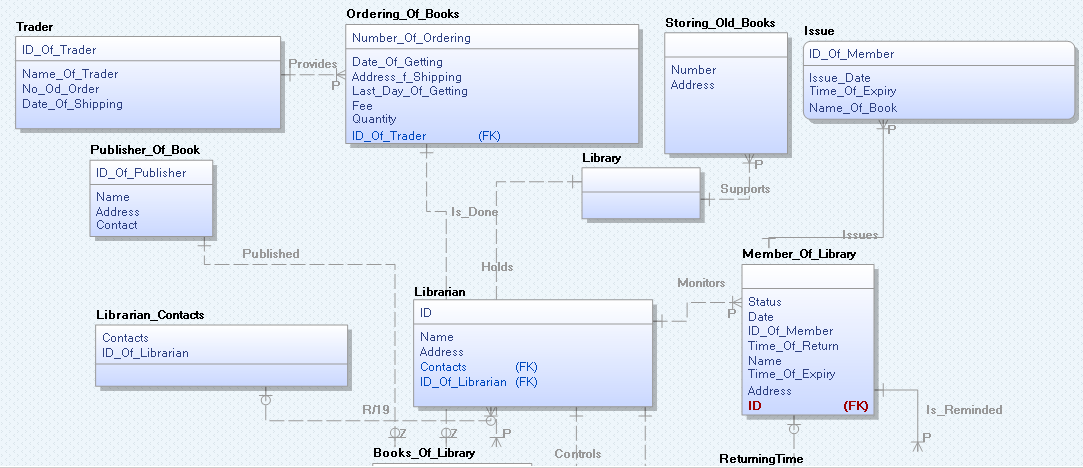 Trader
ID_Of_Trader
Name_Of_Trader
No_Od_Order
Date_Of_Shipping
Provides
P
Ordering_Of_Books
Number_Of_Ordering
Date_Of_Getting
Address_f_Shipping
Last_Day_Of_Getting
Fee
Quantity
ID_Of_Trader (FK)
Storing_Old_Books
Number
Address
P
Issue
ID_Of_Member
Issue_Date
Time_Of_Expiry
Name_Of_Book
P
Publisher_Of_Book
ID_Of_Publisher
Name
Address
Contact
Published
Library
Supports
Is_Done
Holds
Issues
Librarian_Contacts
Contacts
ID_Of_Librarian
R/19
Librarian
ID
Name
Address
Contacts (FK)
ID_Of_Librarian (FK)
Monitors
P
Member_Of_Library
Status
Date
ID_Of_Member
Time_Of_Return
Name
Time_Of_Expiry
Address
ID (FK)
Is_Reminded
P
Z
Z
P
Controls
Books_Of_Library
ReturningTime